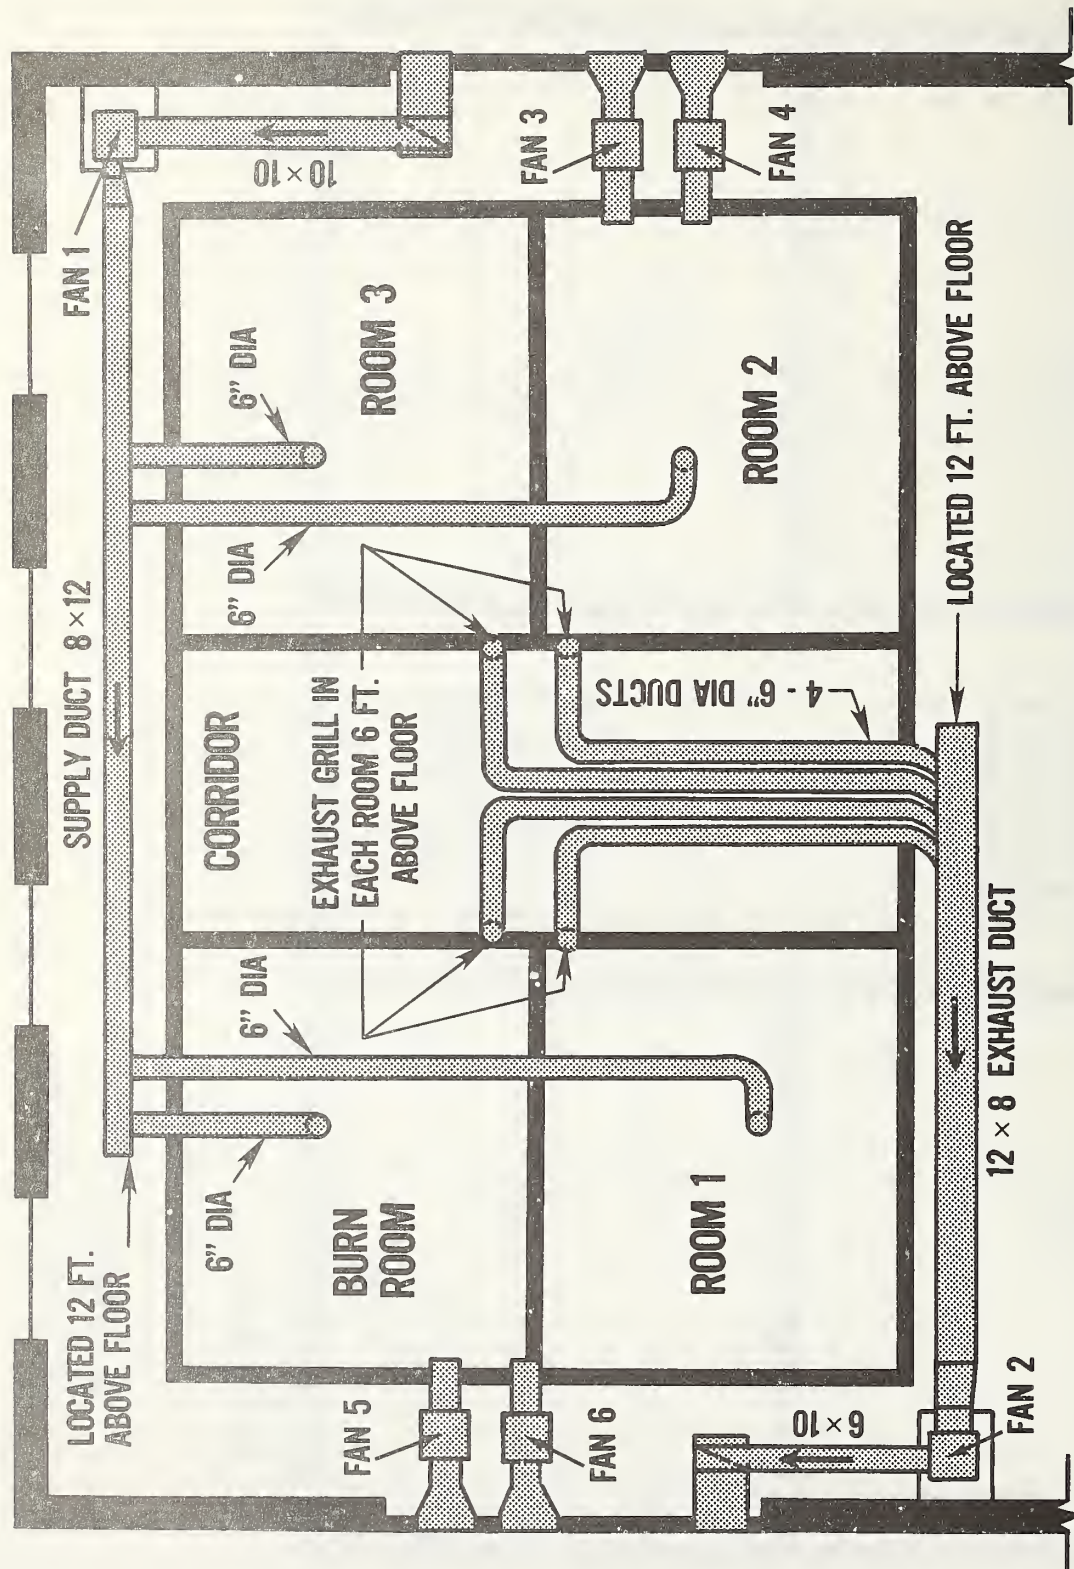 LOCATED 12 FT.
ABOVE FLOOR
SUPPLY DUCT 8 × 12
FAN 1
10 × 10
6" DIA
6" DIA
6" DIA
6" DIA
BURN
ROOM
CORRIDOR
ROOM 3
EXHAUST GRILL IN
EACH ROOM 6 FT.
ABOVE FLOOR
FAN 5
FAN 6
FAN 3
FAN 4
ROOM 1
ROOM 2
4 - 6" DIA DUCTS
6 × 10
FAN 2
12 × 8 EXHAUST DUCT
LOCATED 12 FT. ABOVE FLOOR